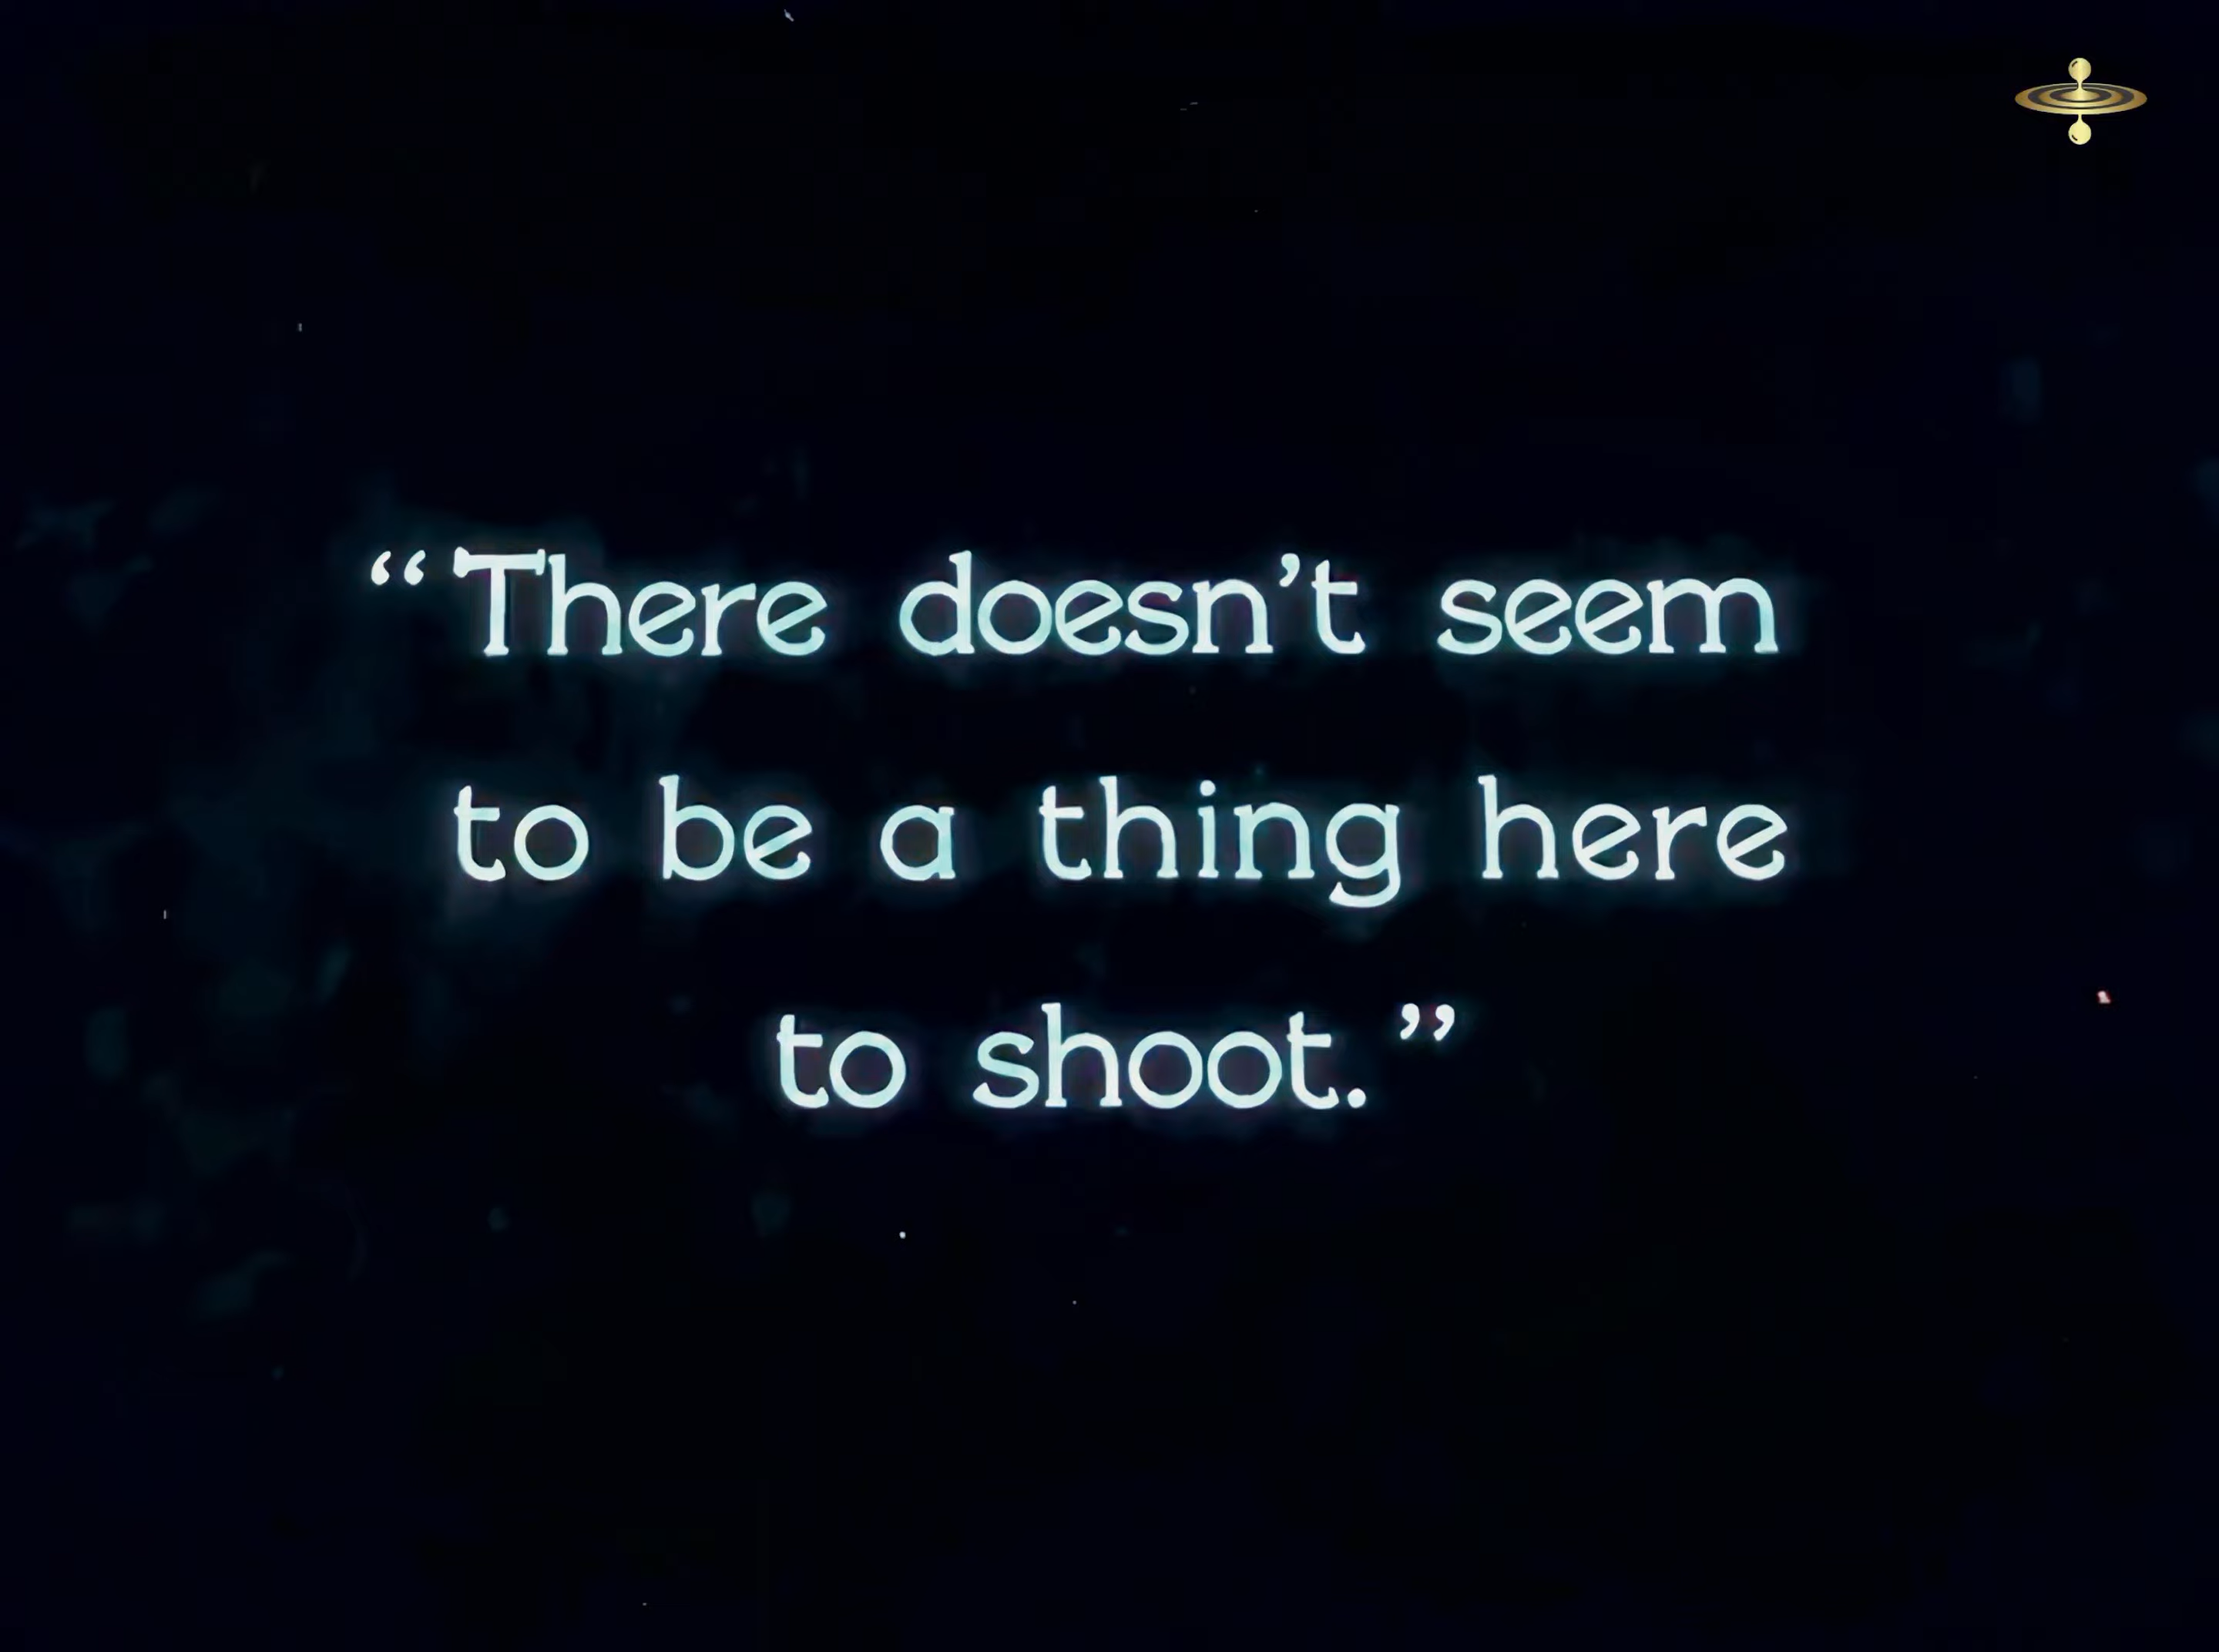 “There doesn’t seem
to be a thing here
to shoot.”